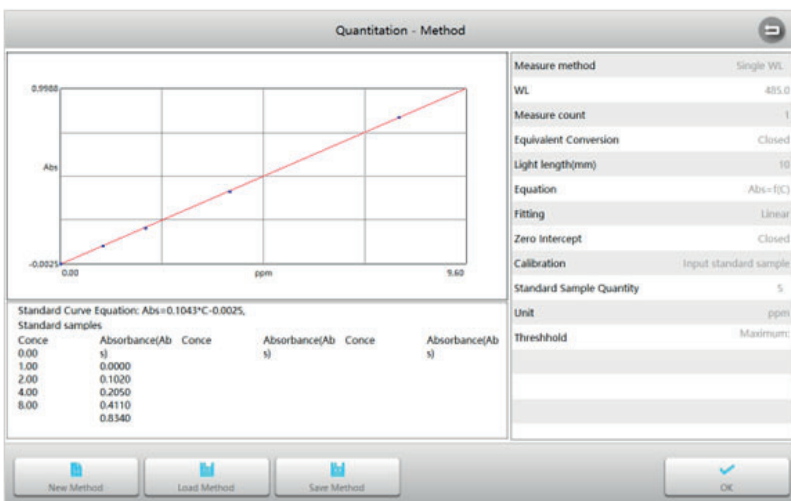 Quantitation - Method
0.9988
Abs
-0.0025
0.00
ppm
9.60
Standard Curve Equation: Abs=0.1043*C-0.0025,
Standard samples
Conce Absorbance(Ab Conce Absorbance(Ab Conce Absorbance(Ab
0.00 s) s) s)
1.00 0.0000
2.00 0.1020
4.00 0.2050
8.00 0.4110
0.8340
Measure method Single WL
WL 485.0
Measure count 1
Equivalent Conversion Closed
Light length(mm) 10
Equation Abs=f(C)
Fitting Linear
Zero Intercept Closed
Calibration Input standard sample
Standard Sample Quantity 5
Unit ppm
Threshhold Maximum:
New Method
Load Method
Save Method
OK